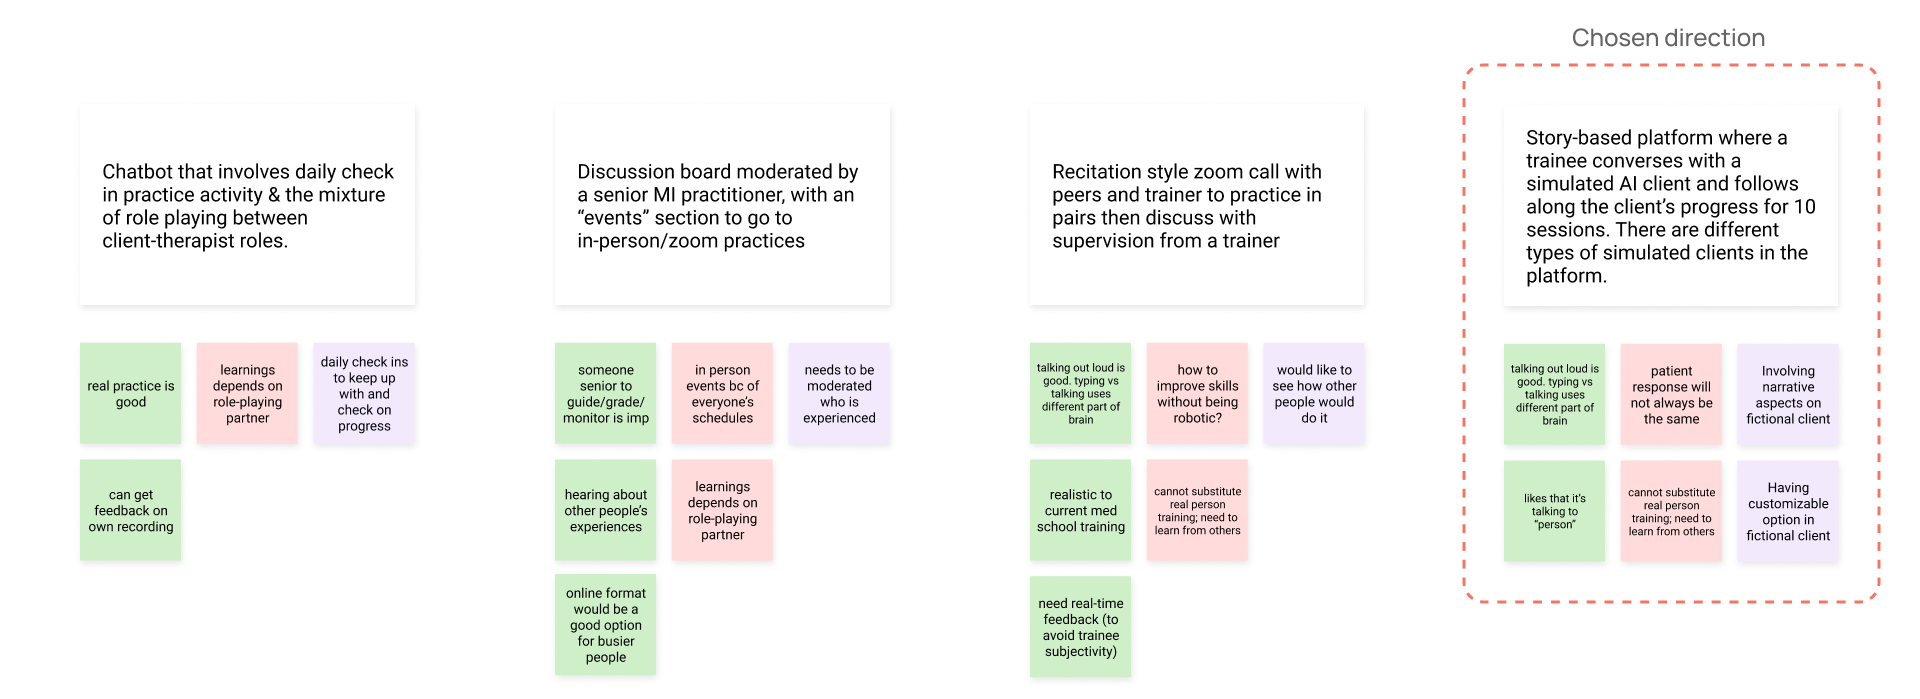 Chosen direction
Chatbot that involves daily check
in practice activity & the mixture
of role playing between
client-therapist roles.
real practice is
good
learnings
depends on
role-playing
partner
daily check ins
to keep up
with and
check on
progress
can get
feedback on
own recording
Discussion board moderated by
a senior MI practitioner, with an
“events” section to go to
in-person/zoom practices
someone
senior to
guide/grade/
monitor is imp
in person
events bc of
everyone’s
schedules
needs to be
moderated
who is
experienced
hearing about
other people’s
experiences
learnings
depends on
role-playing
partner
online format
would be a
good option
for busier
people
Recitation style zoom call with
peers and trainer to practice in
pairs then discuss with
supervision from a trainer
talking out loud is
good. typing vs
talking uses
different part of
brain
how to
improve skills
without being
robotic?
would like to
see how other
people would
do it
realistic to
current med
school training
cannot substitute
real person
training; need to
learn from others
need real-time
feedback (to
avoid trainee
subjectivity)
Story-based platform where a
trainee converses with a
simulated AI client and follows
along the client’s progress for 10
sessions. There are different
types of simulated clients in the
platform.
talking out loud is
good. typing vs
talking uses
different part of
brain
patient
response will
not always be
the same
Involving
narrative
aspects on
fictional client
likes that it's
talking to
“person”
cannot substitute
real person
training; need to
learn from others
Having
customizable
option in
fictional client